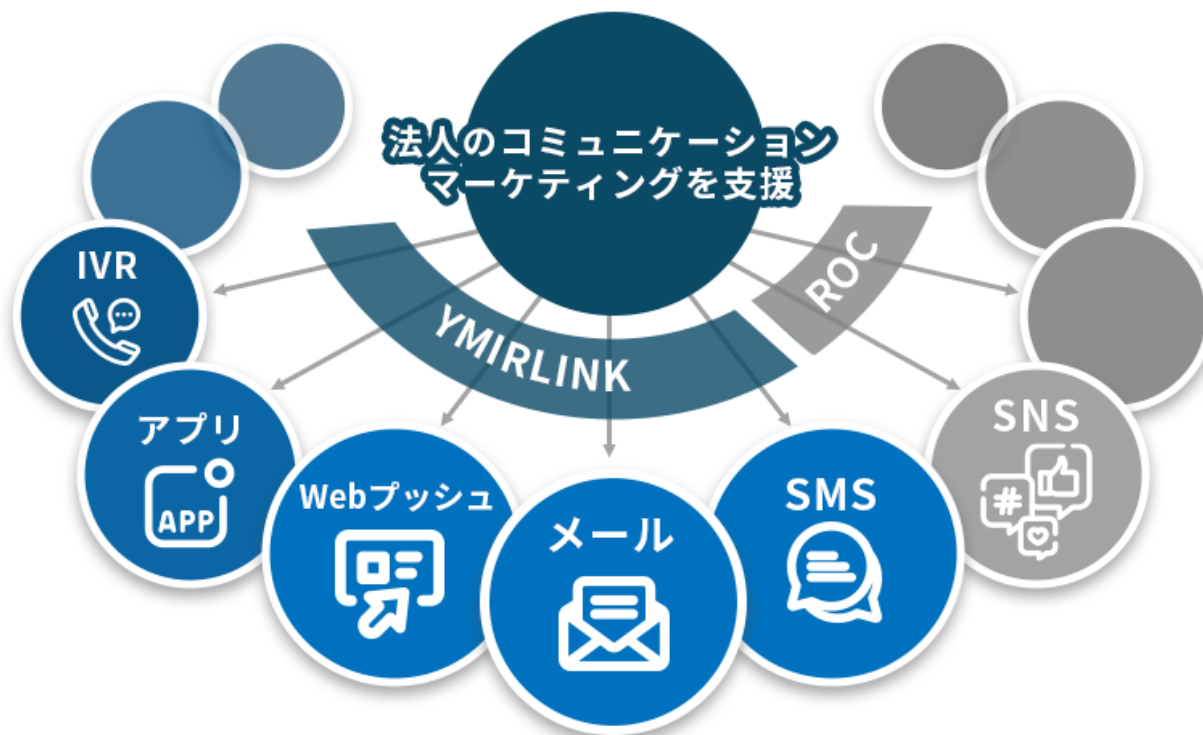 法人のコミュニケーション
マーケティングを支援
YMIRLINK
ROC
IVR
アプリ
APP
Webプッシュ
メール
SMS
SNS
#